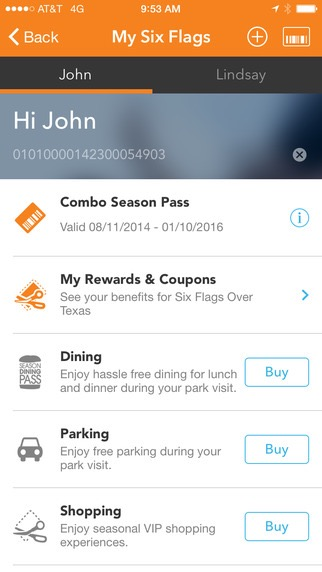 AT&T 4G 9:53 AM
Back My Six Flags
John Lindsay
Hi John
01010000142300054903
Combo Season Pass
Valid 08/11/2014 - 01/10/2016
My Rewards & Coupons
See your benefits for Six Flags Over
Texas
SEASON
DINING
PASS
Dining
Enjoy hassle free dining for lunch
and dinner during your park visit.
Buy
Parking
Enjoy free parking during your
park visit.
Buy
Shopping
Enjoy seasonal VIP shopping
experiences.
Buy